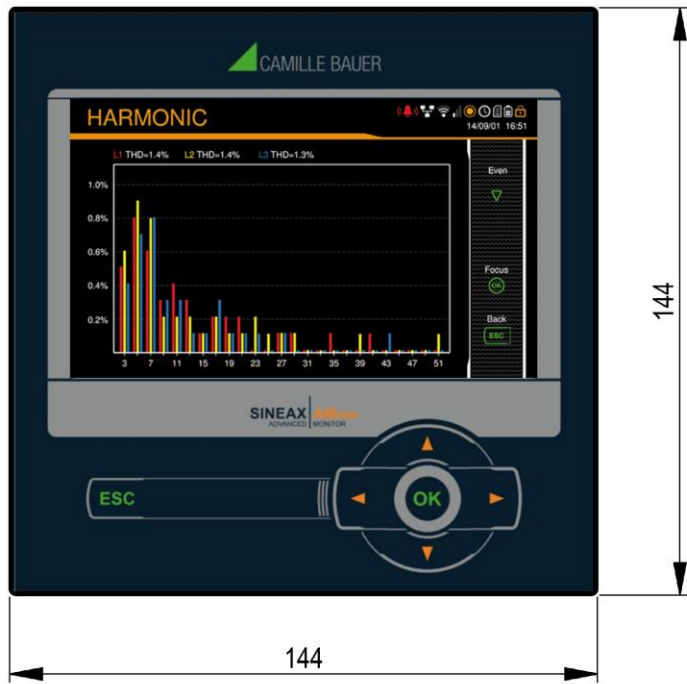 CAMILLE BAUER
HARMONIC
14/09/01 16:51
L1 THD=1.4% L2 THD=1.4% L3 THD=1.3%
Even
1.0%
0.8%
0.6%
0.4%
0.2%
Focus
OK
Back
ESC
3 7 11 15 19 23 27 31 35 39 43 47 51
SINEAX
ADVANCED MONITOR
ESC
OK
144
144